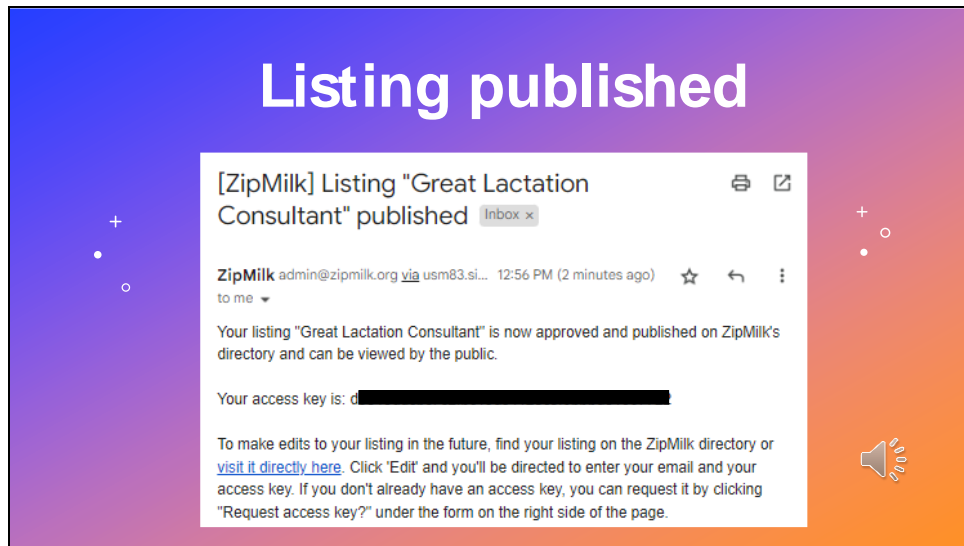 Listing published
[ZipMilk] Listing "Great Lactation
Consultant" published Inbox ×
ZipMilk admin@zipmilk.org via usm83.si... 12:56 PM (2 minutes ago)
to me
Your listing "Great Lactation Consultant" is now approved and published on ZipMilk's
directory and can be viewed by the public.
Your access key is: d
To make edits to your listing in the future, find your listing on the ZipMilk directory or
visit it directly here. Click 'Edit' and you'll be directed to enter your email and your
access key. If you don't already have an access key, you can request it by clicking
"Request access key?" under the form on the right side of the page.